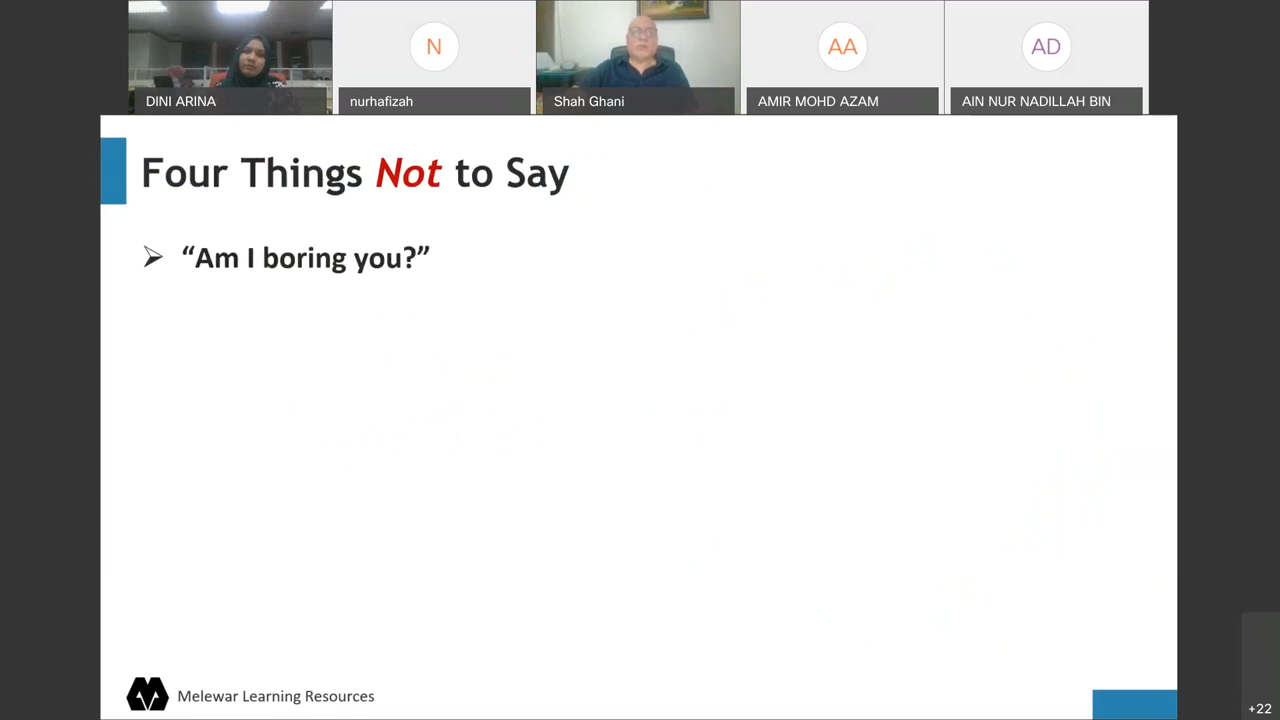 DINI ARINA
N
nurhafizah
Shah Ghani
AA
AMIR MOHD AZAM
AD
AIN NUR NADILLAH BIN
Four Things Not to Say
➢ “Am I boring you?”
Melewar Learning Resources
+22